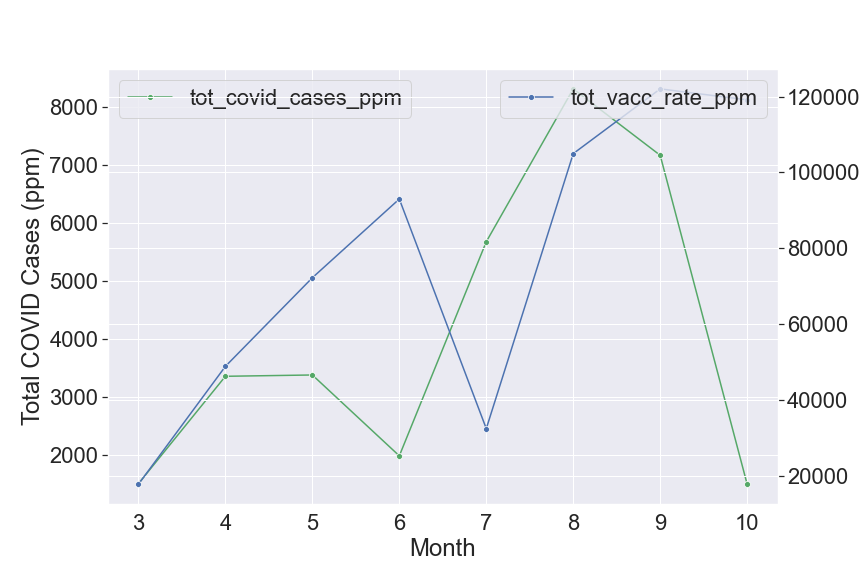 tot_covid_cases_ppm
tot_vacc_rate_ppm
Total COVID Cases (ppm)
8000
7000
6000
5000
4000
3000
2000
120000
100000
80000
60000
40000
20000
3 4 5 6 7 8 9 10
Month